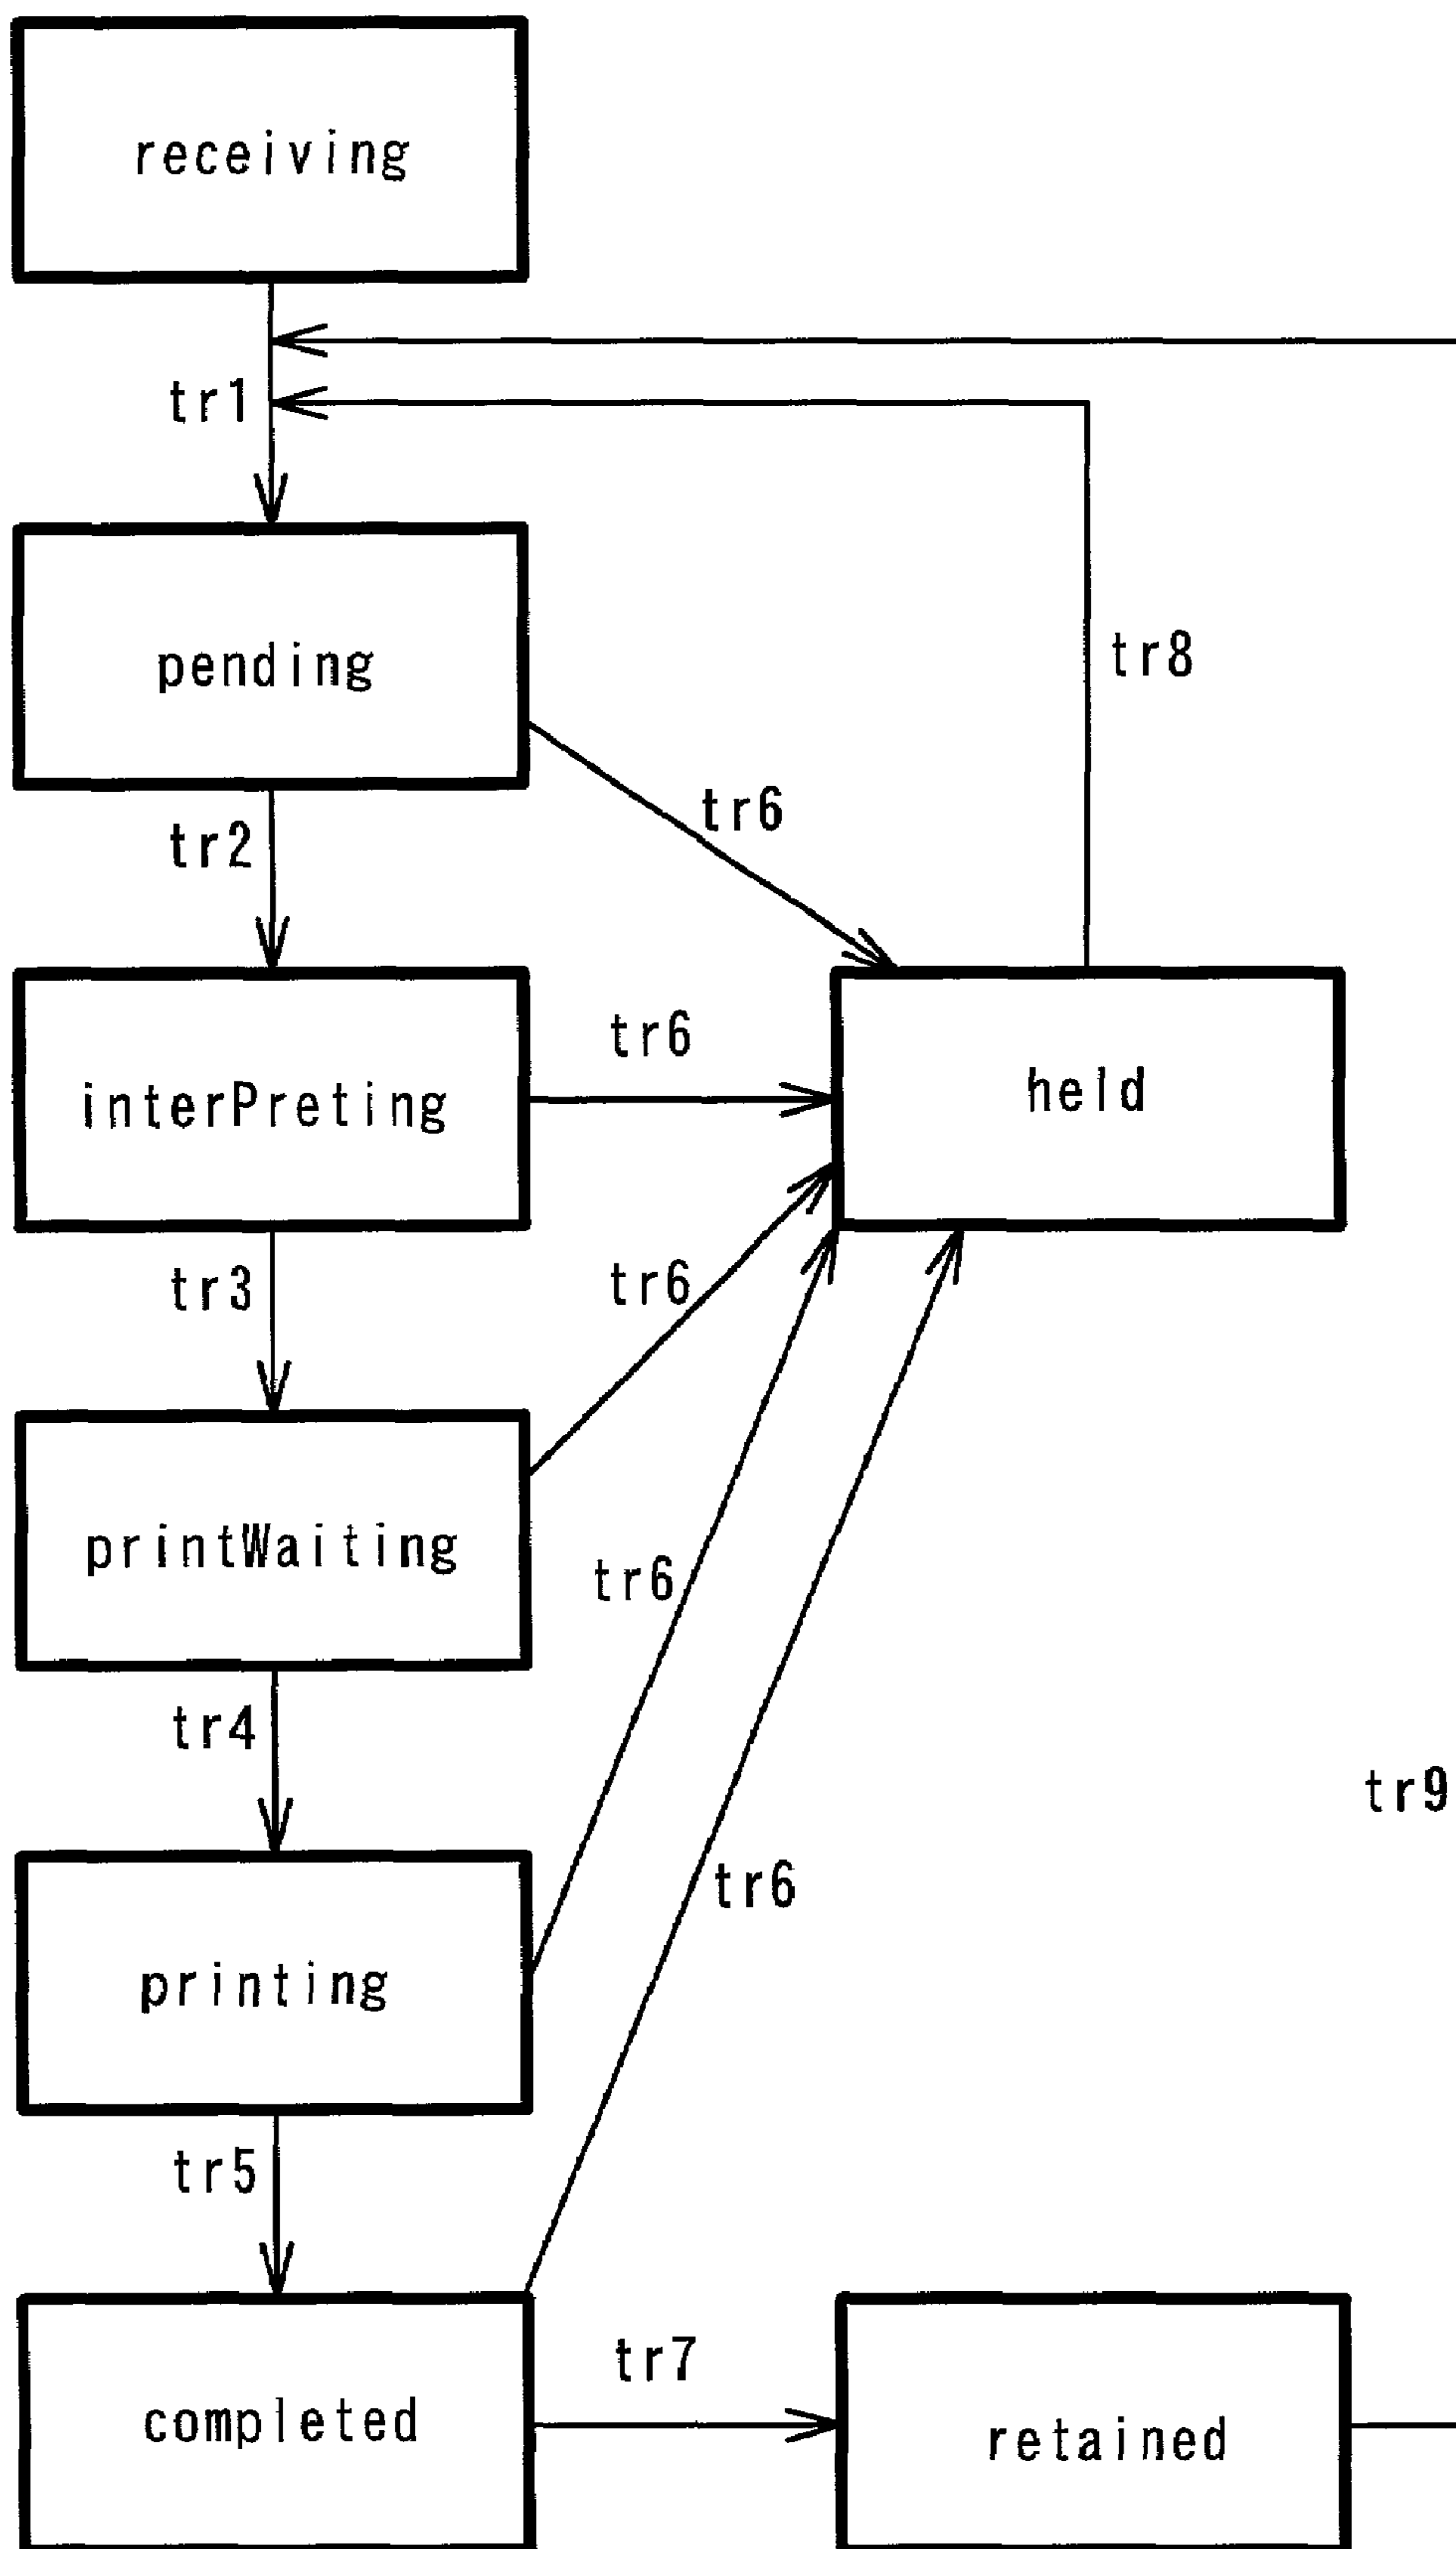 receiving
tr1
pending
tr8
tr6
tr2
tr6
interPreting
held
tr3
tr6
printWaiting
tr6
tr4
tr9
tr6
printing
tr5
tr7
completed
retained